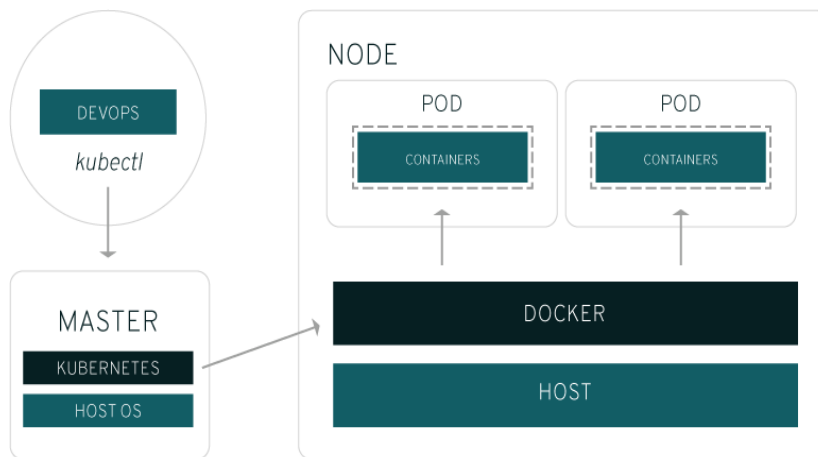 DEVOPS
kubectl
MASTER
KUBERNETES
HOST OS
NODE
POD
CONTAINERS
POD
CONTAINERS
DOCKER
HOST